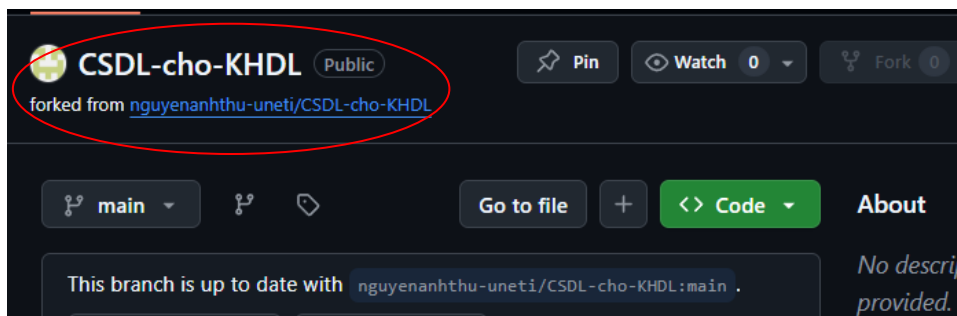 CSDL-cho-KHDL Public Pin Watch 0 Fork 0
forked from nguyenanhthu-uneti/CSDL-cho-KHDL
main Go to file Code About
This branch is up to date with nguyenanhthu-uneti/CSDL-cho-KHDL:main .
No descrip
provided.